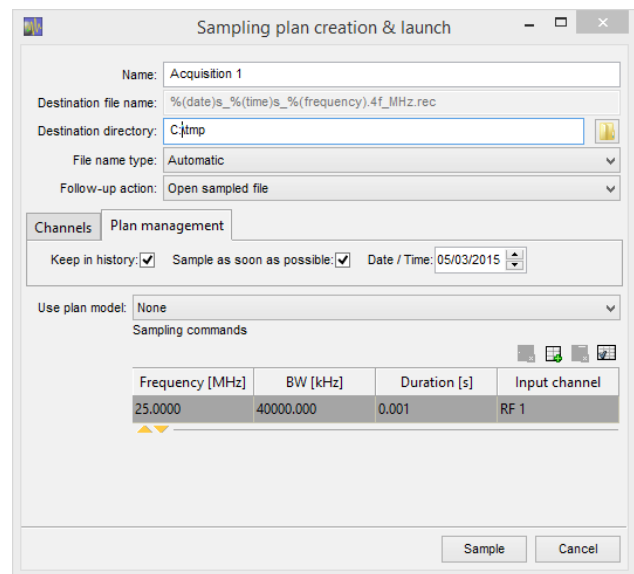 Sampling plan creation & launch
Name: Acquisition 1
Destination file name: %(date)s_%(time)s_%(frequency).4f_MHz.rec
Destination directory: C:\tmp
File name type: Automatic
Follow-up action: Open sampled file
Channels Plan management
Keep in history: Sample as soon as possible: Date / Time: 05/03/2015
Use plan model: None
Sampling commands
Frequency [MHz] BW [kHz] Duration [s] Input channel
25.0000 40000.000 0.001 RF 1
Sample Cancel